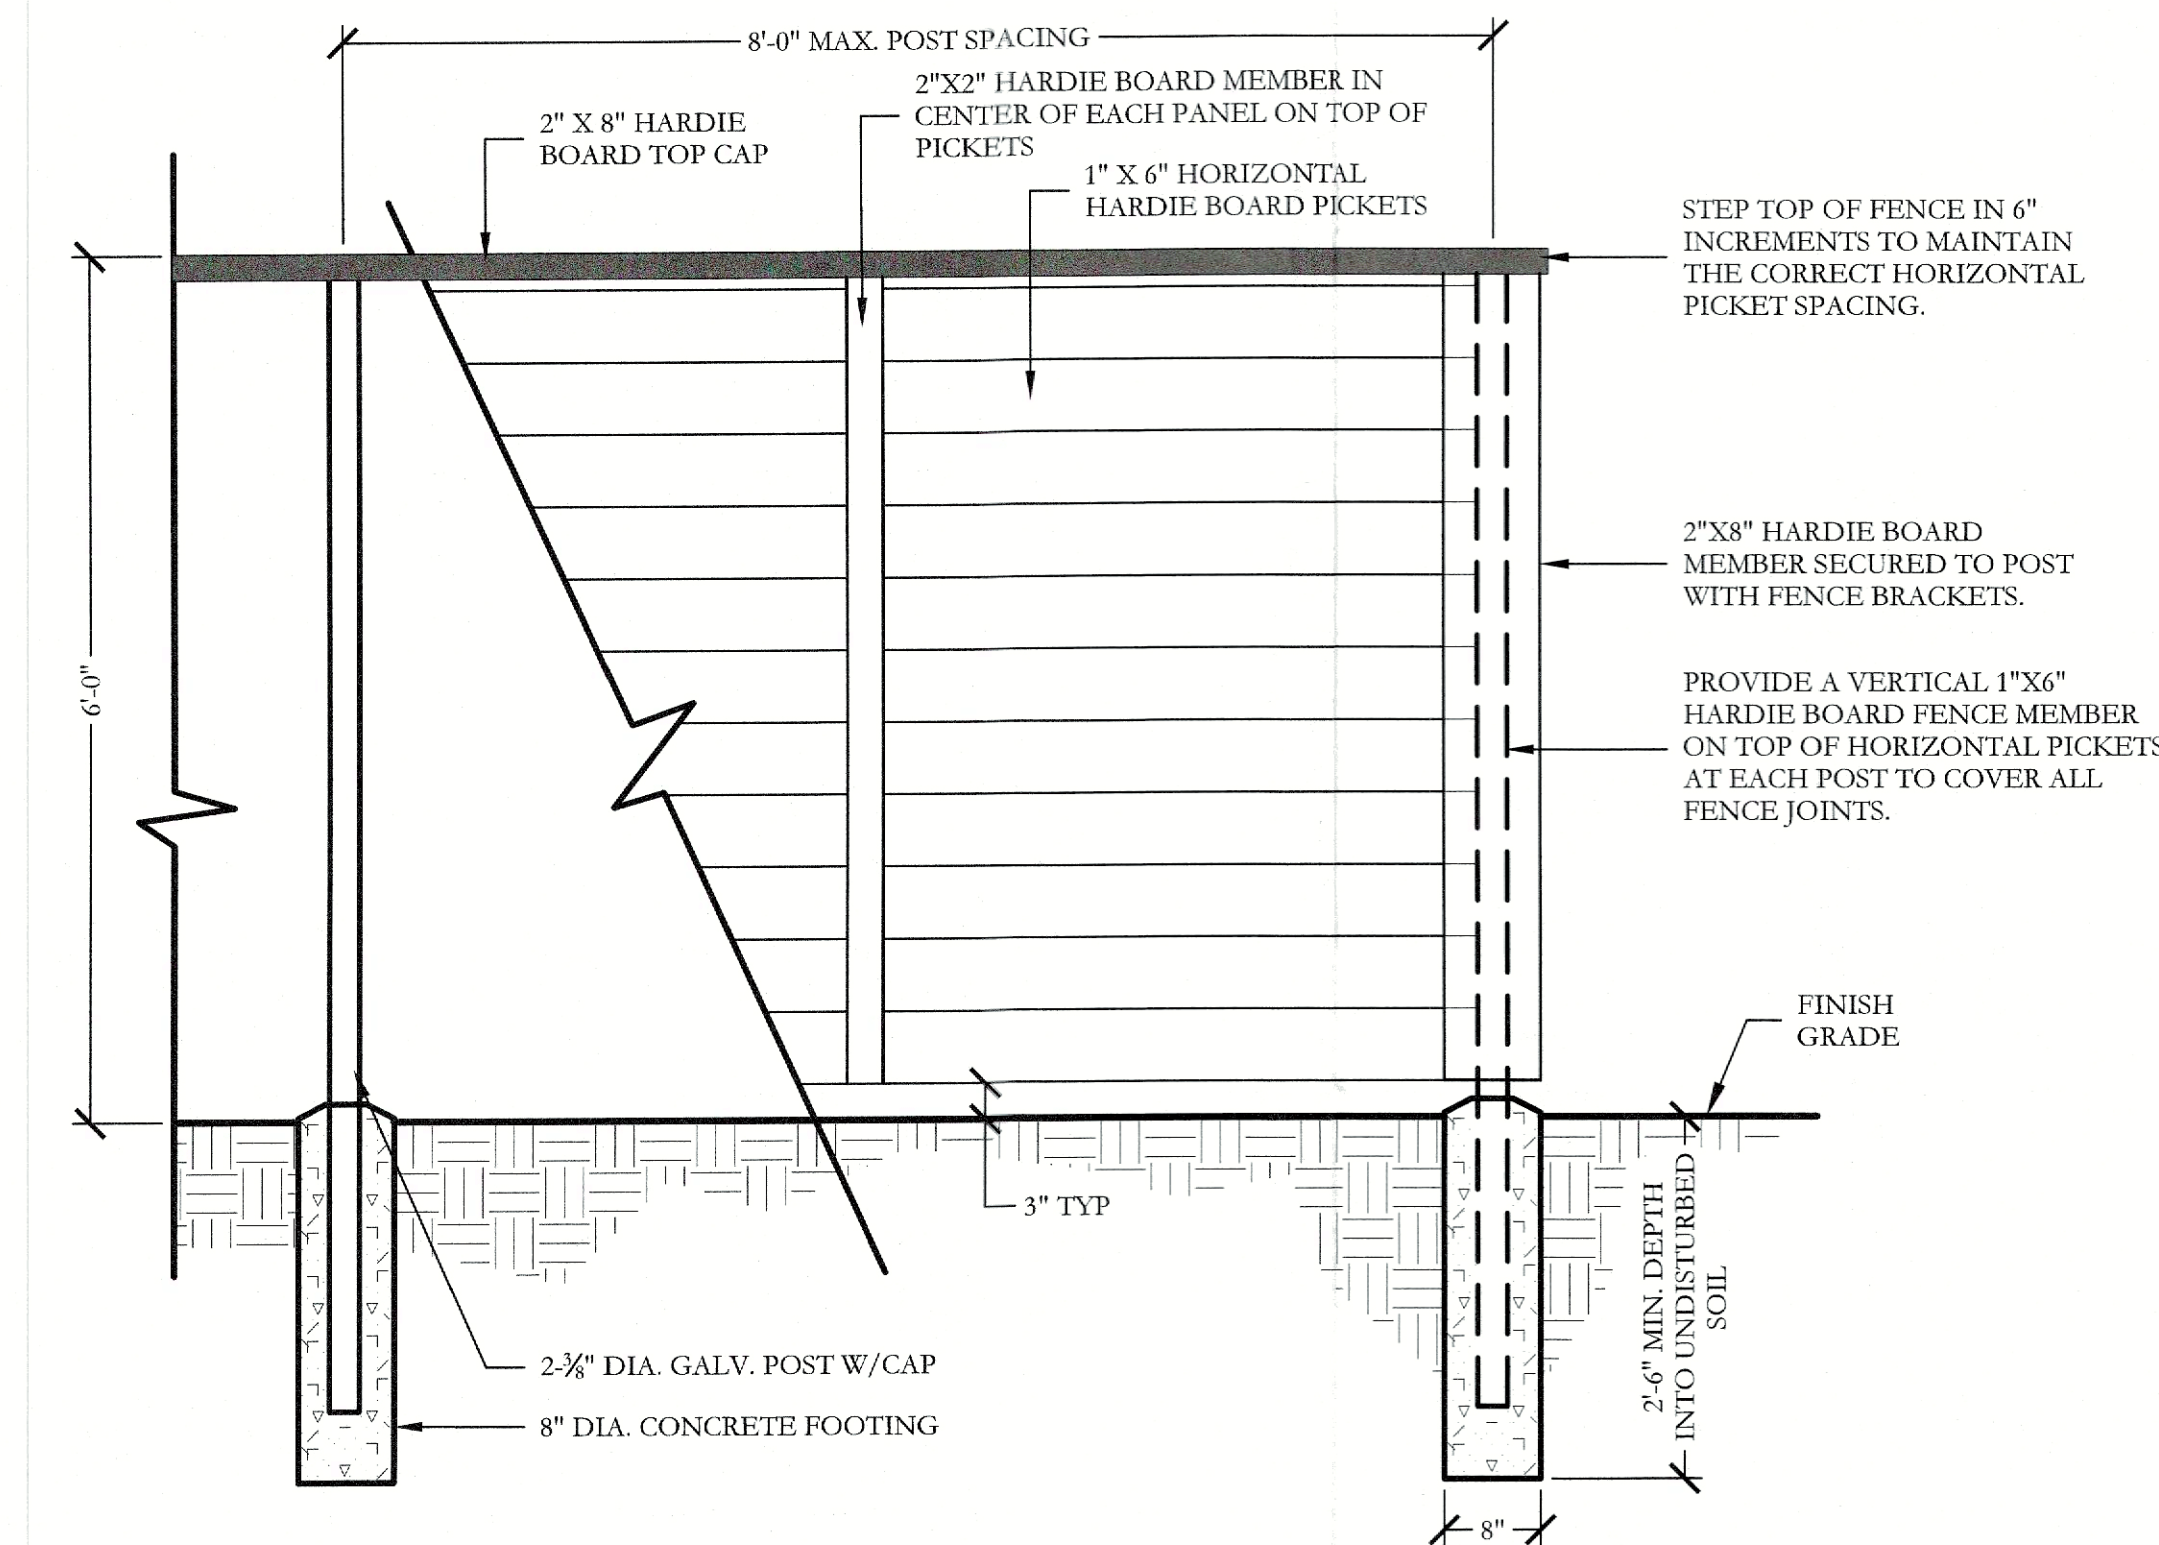 8'-0" MAX. POST SPACING
2"X2" HARDIE BOARD MEMBER IN
CENTER OF EACH PANEL ON TOP OF
PICKETS
2" X 8" HARDIE
BOARD TOP CAP
1" X 6" HORIZONTAL
HARDIE BOARD PICKETS
STEP TOP OF FENCE IN 6"
INCREMENTS TO MAINTAIN
THE CORRECT HORIZONTAL
PICKET SPACING.
2"X8" HARDIE BOARD
MEMBER SECURED TO POST
WITH FENCE BRACKETS.
6'-0"
PROVIDE A VERTICAL 1"X6"
HARDIE BOARD FENCE MEMBER
ON TOP OF HORIZONTAL PICKETS
AT EACH POST TO COVER ALL
FENCE JOINTS.
FINISH
GRADE
3" TYP
2'-6" MIN. DEPTH
INTO UNDISTURBED
SOIL
2-⅜" DIA. GALV. POST W/CAP
8" DIA. CONCRETE FOOTING
8"